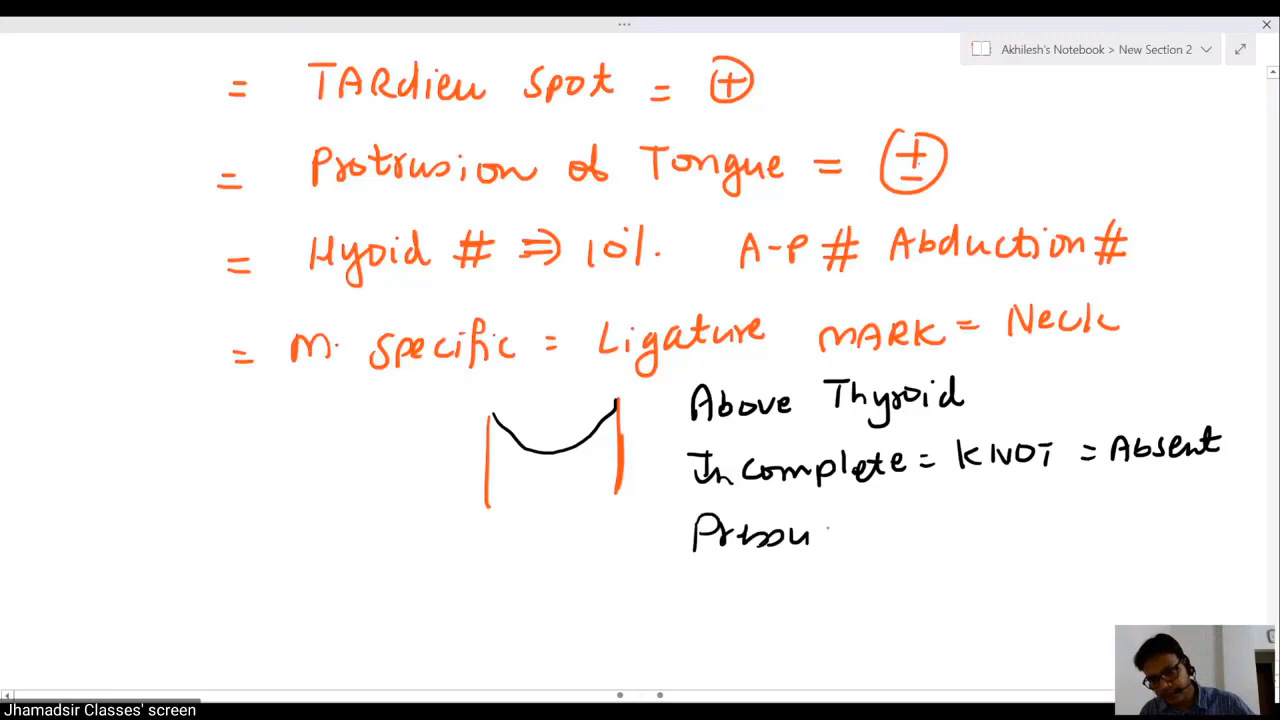 Akhilesh's Notebook > New Section 2
= TARdieu spot = +
= Protrusion of Tongue = ±
= Hyoid # ⇒ 10%. A-P # Abduction #
= M. specific = Ligature MARK = Neck
Above Thyroid
Incomplete = KNOT = Absent
Jhamadsir Classes' screen